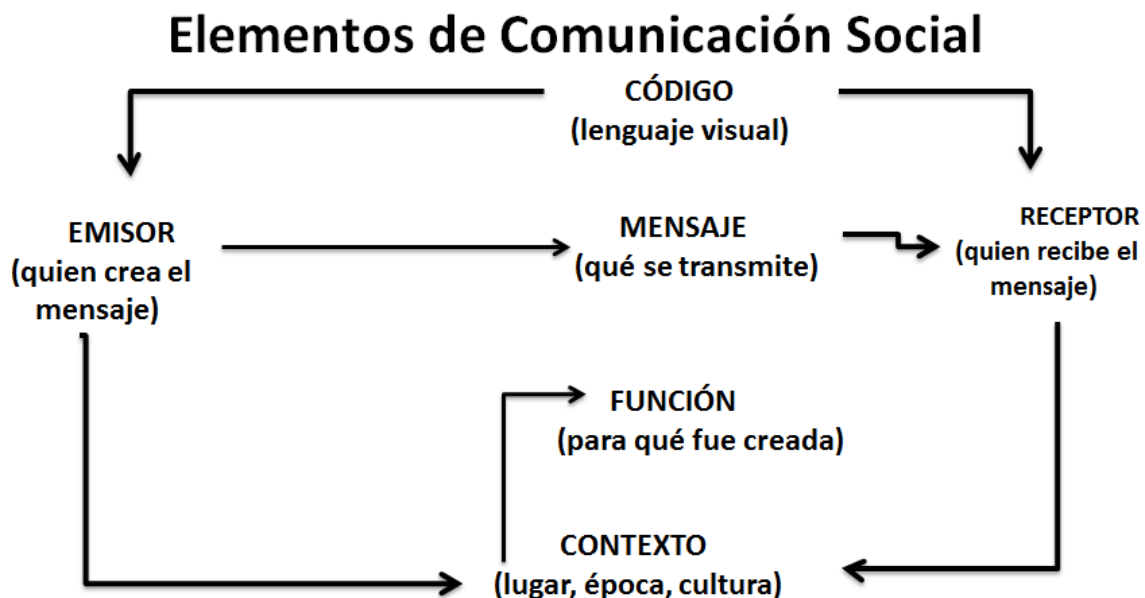 Elementos de Comunicación Social
CÓDIGO
(lenguaje visual)
EMISOR
(quien crea el
mensaje)
MENSAJE
(qué se transmite)
RECEPTOR
(quien recibe el
mensaje)
FUNCIÓN
(para qué fue creada)
CONTEXTO
(lugar, época, cultura)